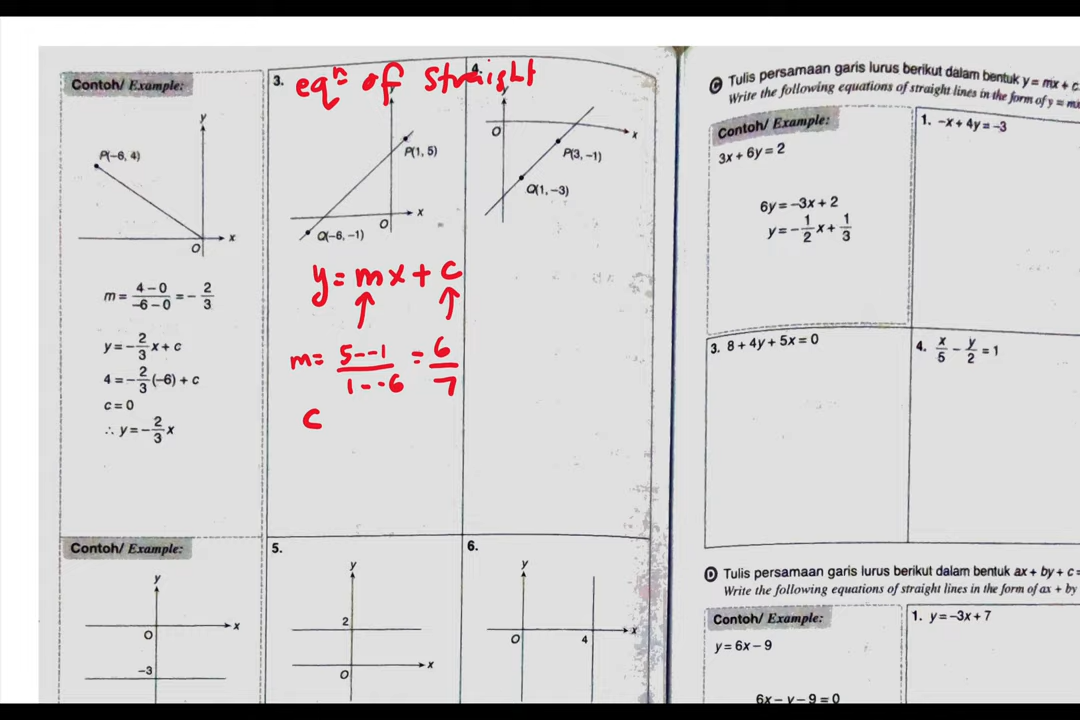 Contoh/ Example:
y
P(–6, 4)
x
O
m = 4 – 0 / –6 – 0 = – 2/3
y = – 2/3 x + c
4 = – 2/3 (–6) + c
c = 0
∴ y = – 2/3 x
3. eqⁿ of straight
P(1, 5)
x
O
Q(–6, –1)
y = mx + c
m = 5 - - 1 / 1 - - 6 = 6/7
c
4.
y
O
x
P(3, –1)
Q(1, –3)
Contoh/ Example:
y
O
x
–3
5.
y
2
x
O
6.
y
O
4
x
C Tulis persamaan garis lurus berikut dalam bentuk y = mx + c.
Write the following equations of straight lines in the form of y =
Contoh/ Example:
3x + 6y = 2
6y = –3x + 2
y = – 1/2 x + 1/3
1. –x + 4y = –3
3. 8 + 4y + 5x = 0
4. x/5 – y/2 = 1
D Tulis persamaan garis lurus berikut dalam bentuk ax + by + c =
Write the following equations of straight lines in the form of ax + by
Contoh/ Example:
y = 6x – 9
6x – y – 9 = 0
1. y = –3x + 7